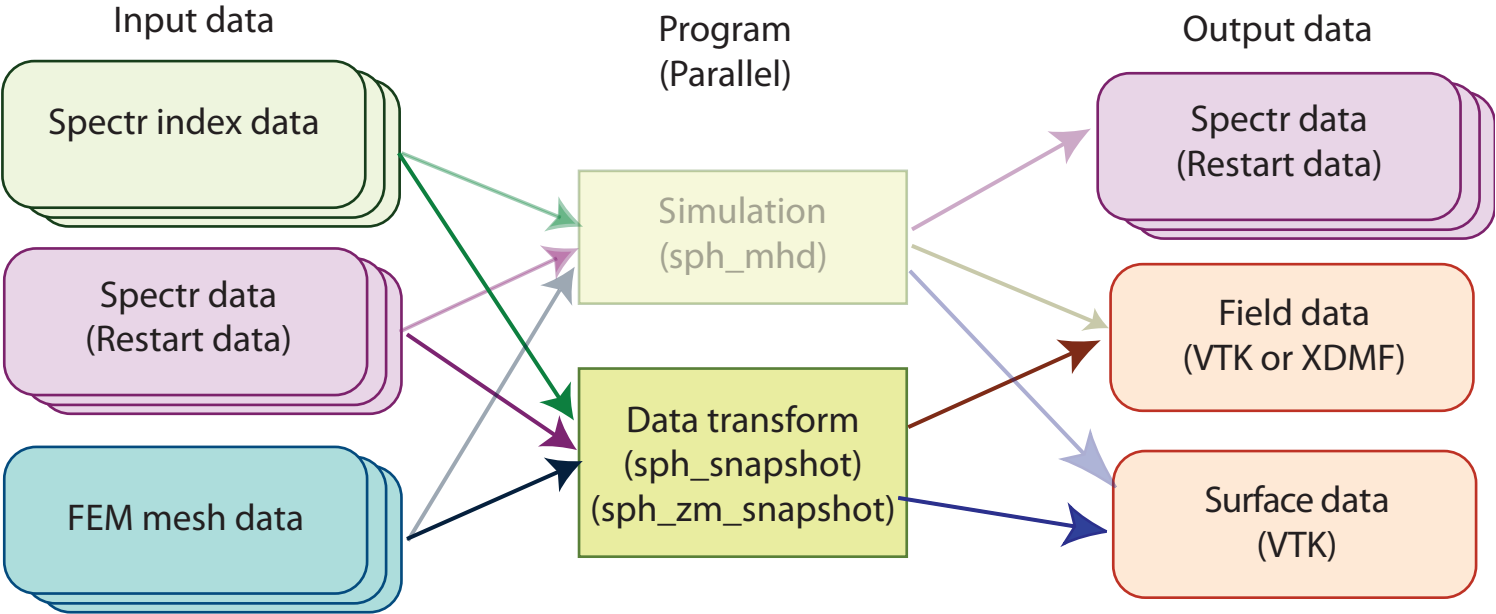 Input data
Program
(Parallel)
Output data
Spectr index data
Spectr data
(Restart data)
FEM mesh data
Simulation
(sph_mhd)
Data transform
(sph_snapshot)
(sph_zm_snapshot)
Spectr data
(Restart data)
Field data
(VTK or XDMF)
Surface data
(VTK)